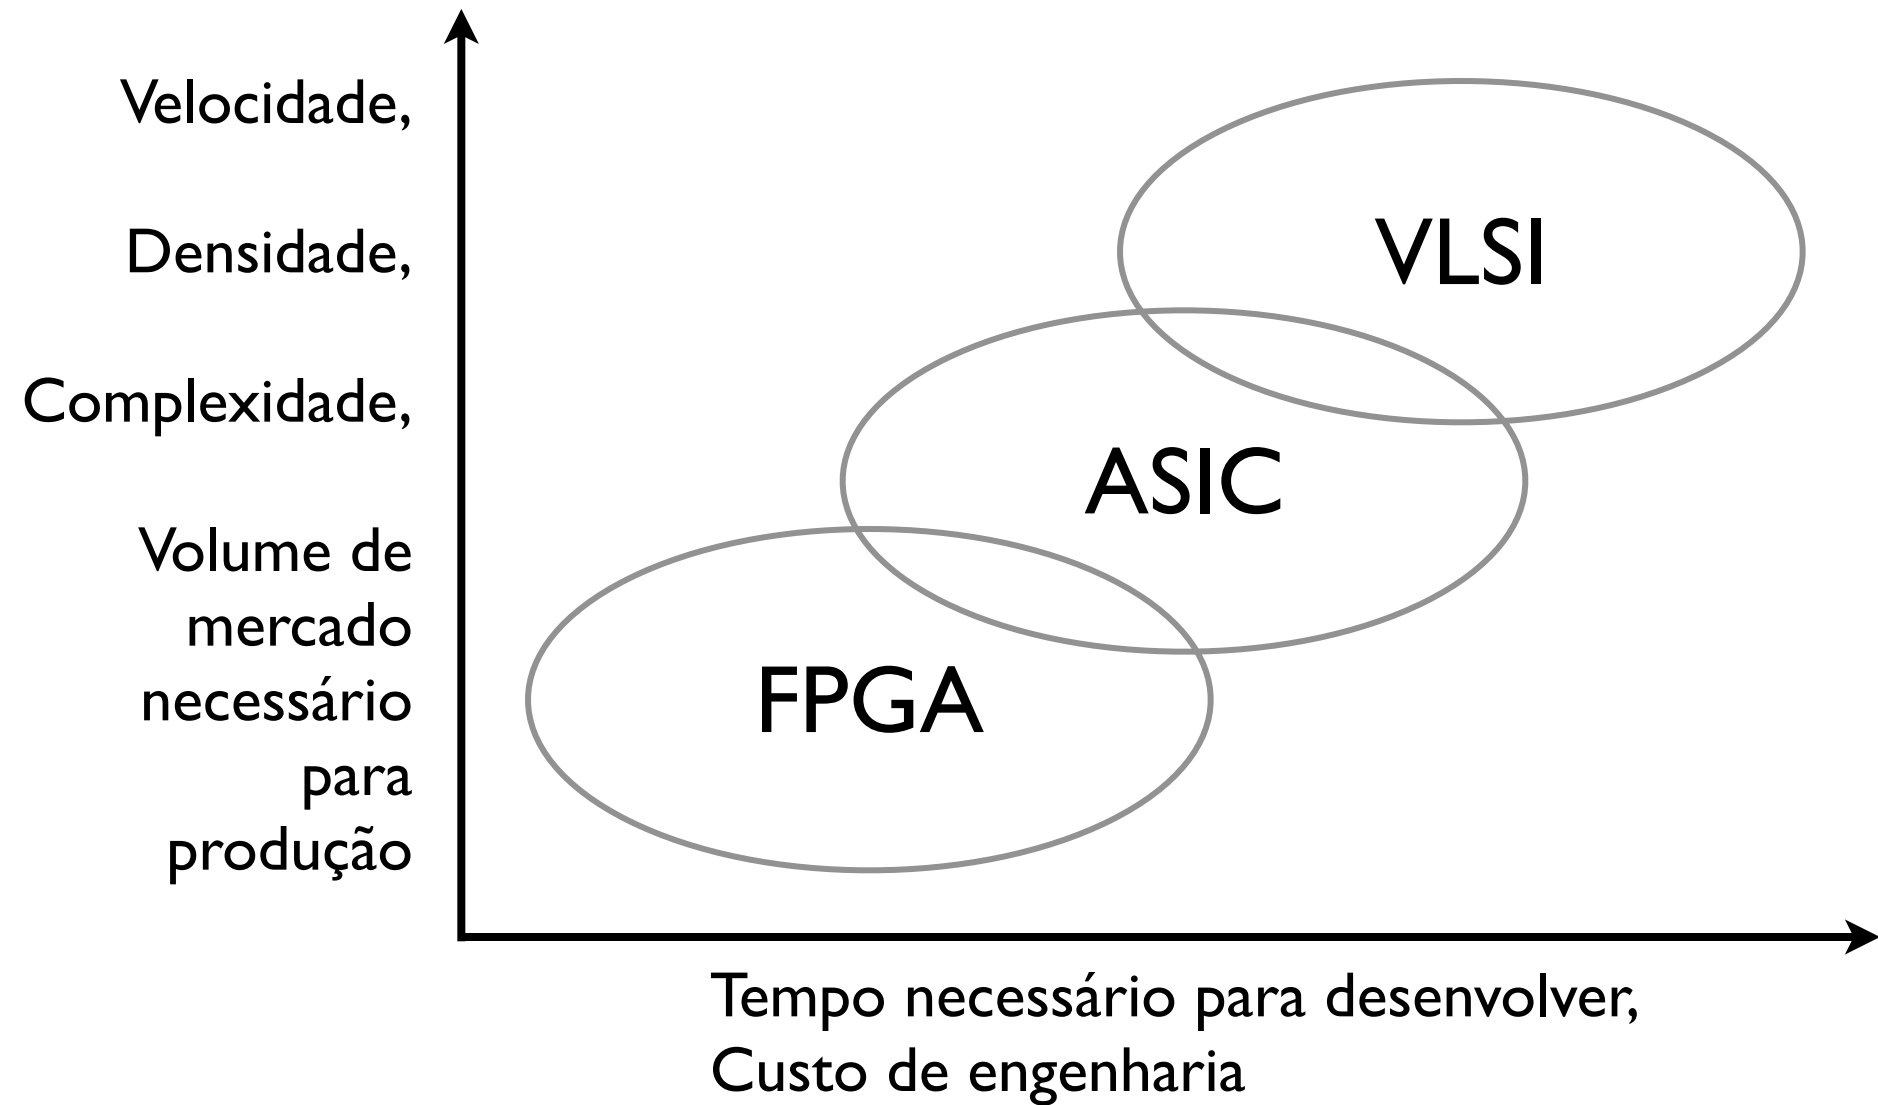 Velocidade,
Densidade,
Complexidade,
Volume de
mercado
necessário
para
produção
VLSI
ASIC
FPGA
Tempo necessário para desenvolver,
Custo de engenharia